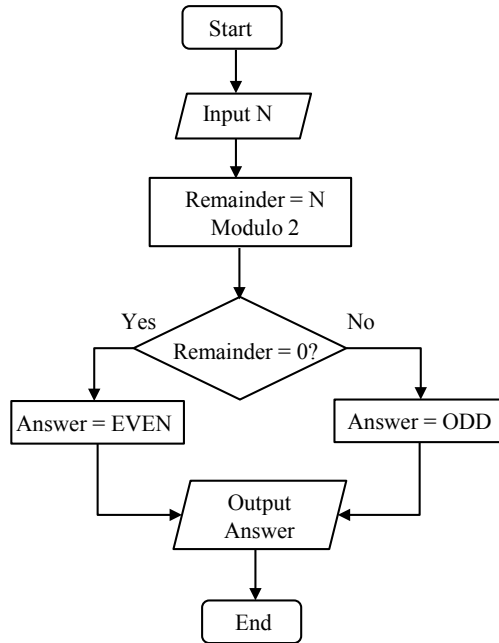 Start
Input N
Remainder = N
Modulo 2
Yes
No
Remainder = 0?
Answer = EVEN
Answer = ODD
Output
Answer
End